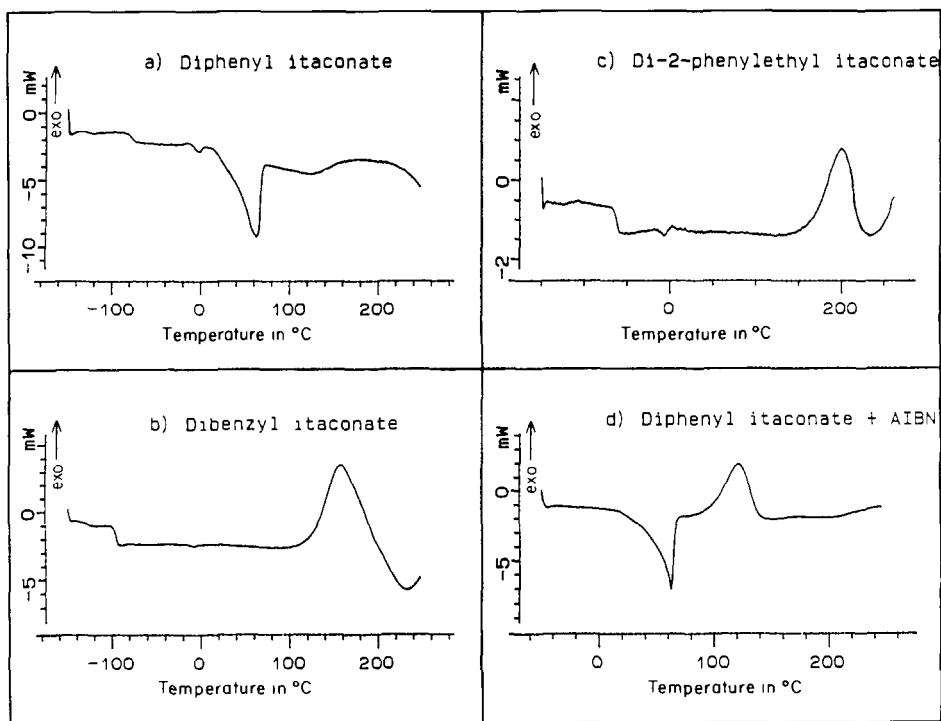 a) Diphenyl itaconate
mW
exo
0
-5
-10
-100 0 100 200
Temperature in °C
c) Di-2-phenylethyl itaconate
mW
exo
0
-2
0 200
Temperature in °C
b) Dibenzyl itaconate
mW
exo
0
-5
-100 0 100 200
Temperature in °C
d) Diphenyl itaconate + AIBN
mW
exo
0
-5
0 100 200
Temperature in °C